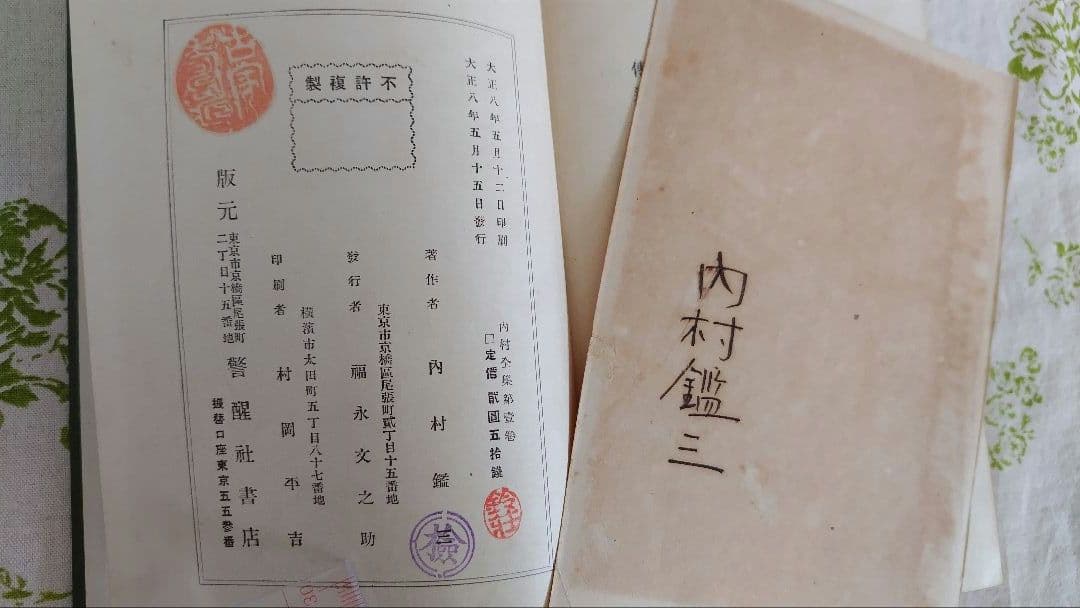 大正八年五月十二日印刷
大正八年五月十五日發行
不許複製
內村全集第壹卷
定價 貳圓五拾錢
著作者 內村鑑三
東京市京橋區尾張町貳丁目十五番地
發行者 福永文之助
橫濱市太田町五丁目八十七番地
印刷者 村岡平吉
版元 東京市京橋區尾張町
二丁目十五番地
警醒社書店
振替口座東京五五參番
檢
內村鑑三